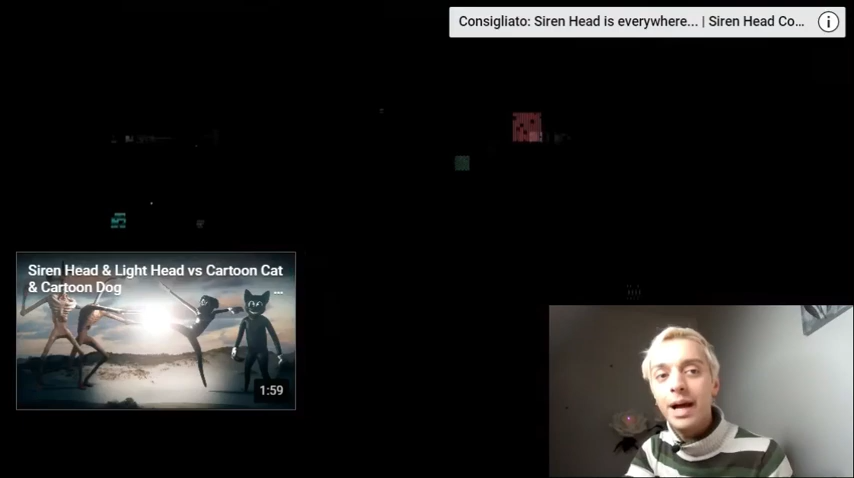 Consigliato: Siren Head is everywhere... | Siren Head Co...
Siren Head & Light Head vs Cartoon Cat
& Cartoon Dog
...
1:59